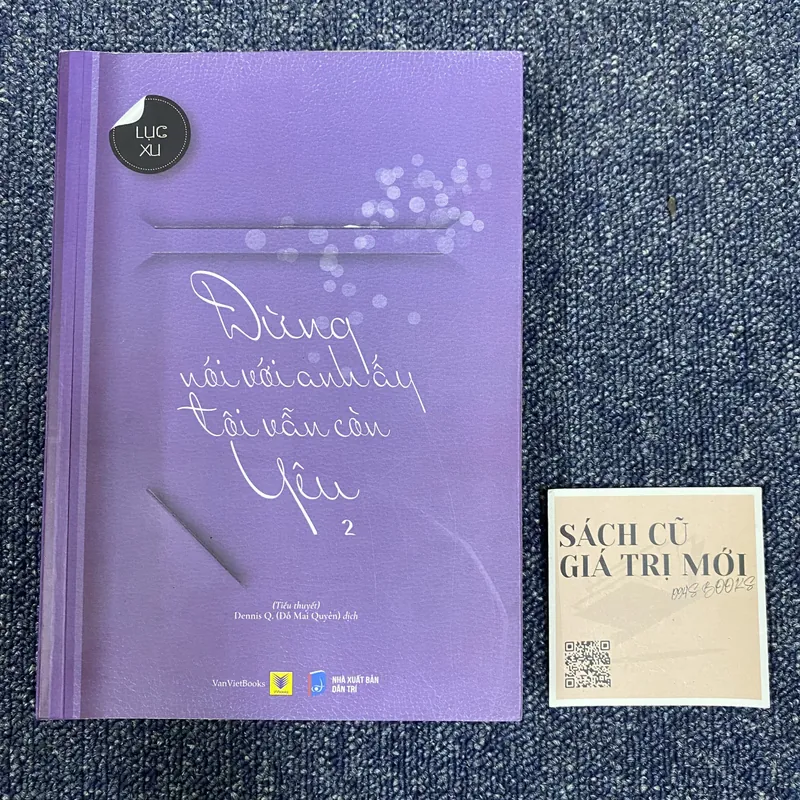 LỤC
XU
Đừng
nói với anh ấy
tôi vẫn còn
yêu
2
(Tiểu thuyết)
Dennis Q. (Đỗ Mai Quyên) dịch
VanVietBooks
NHÀ XUẤT BẢN
DÂN TRÍ
SÁCH CŨ
GIÁ TRỊ MỚI